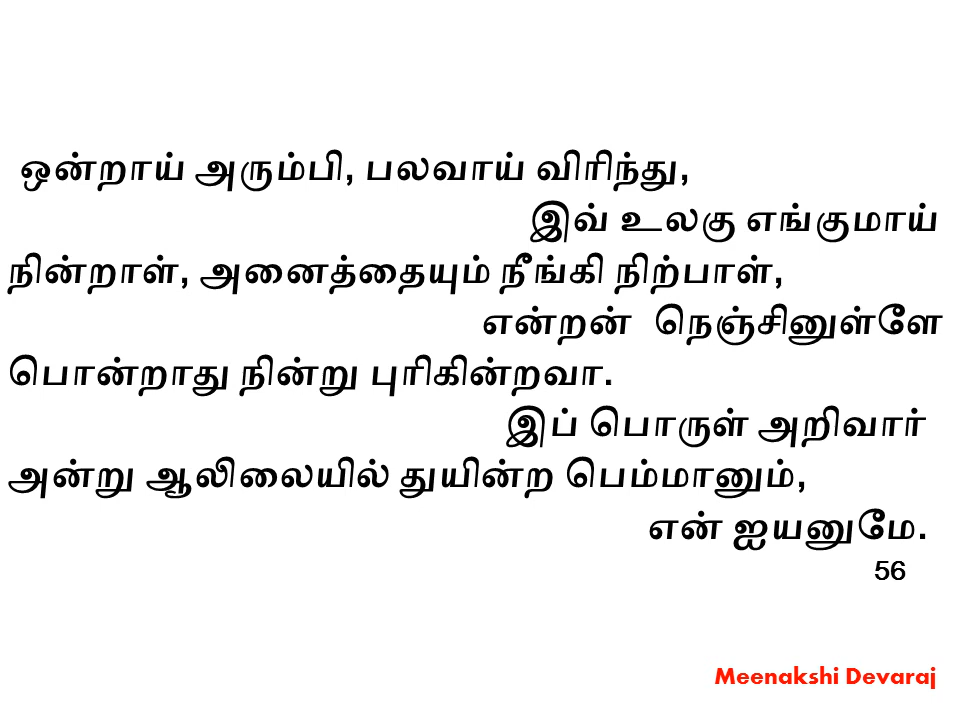 ஒன்றாய் அரும்பி, பலவாய் விரிந்து,
இவ் உலகு எங்குமாய்
நின்றாள், அனைத்தையும் நீங்கி நிற்பாள்,
என்றன் நெஞ்சினுள்ளே
பொன்றாது நின்று புரிகின்றவா.
இப் பொருள் அறிவார்
அன்று ஆலிலையில் துயின்ற பெம்மானும்,
என் ஐயனுமே.
56
Meenakshi Devaraj